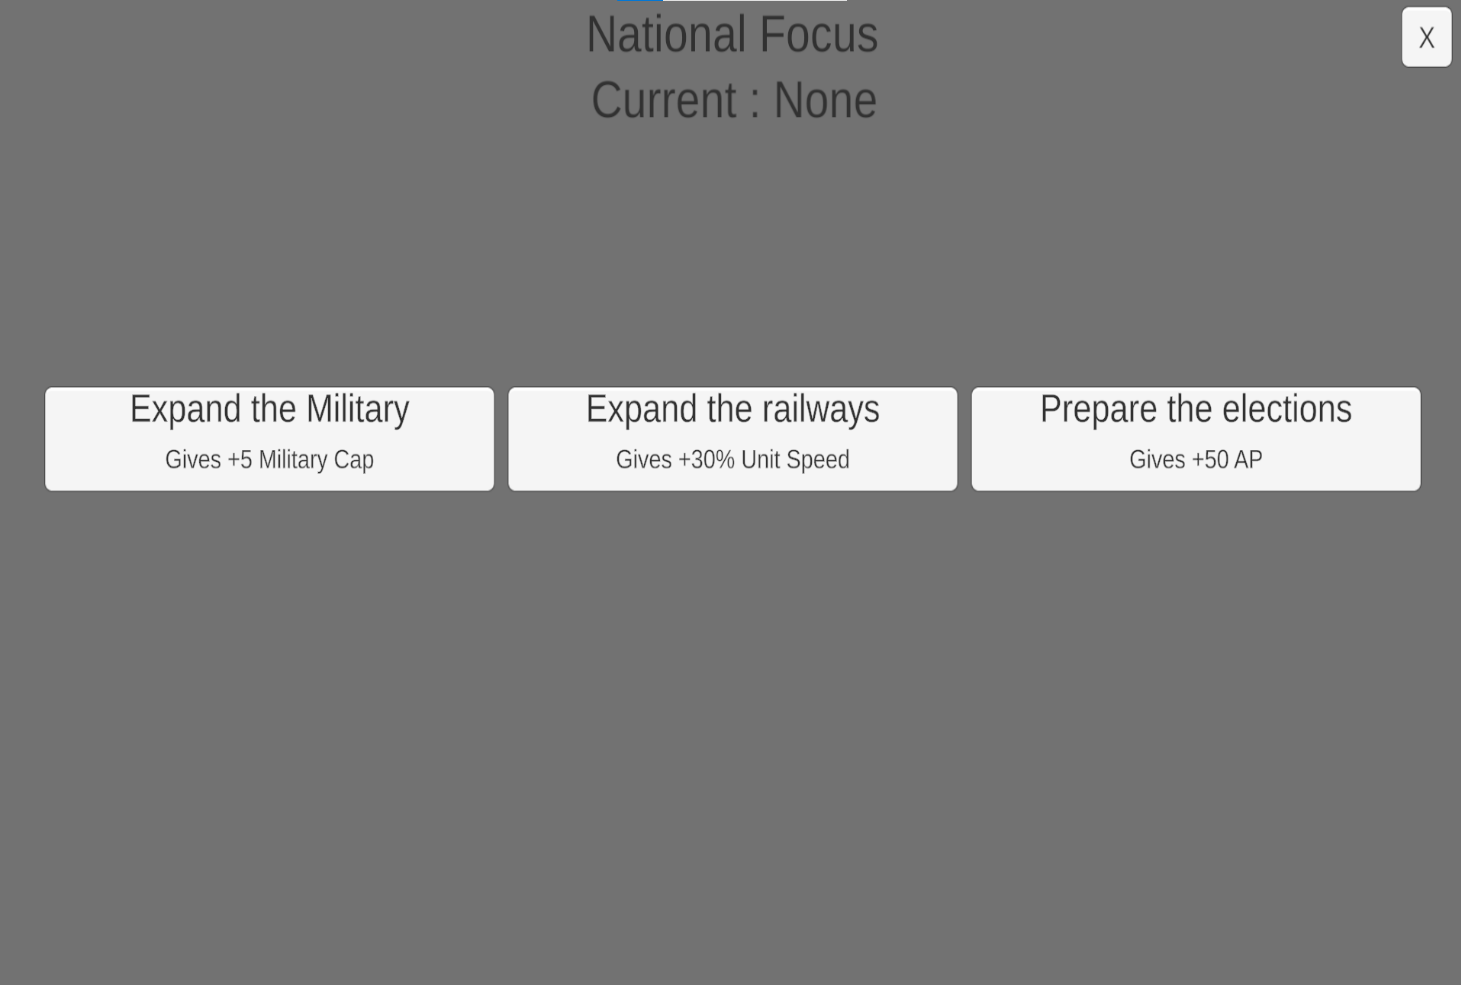 National Focus
X
Current : None
Expand the Military
Gives +5 Military Cap
Expand the railways
Gives +30% Unit Speed
Prepare the elections
Gives +50 AP